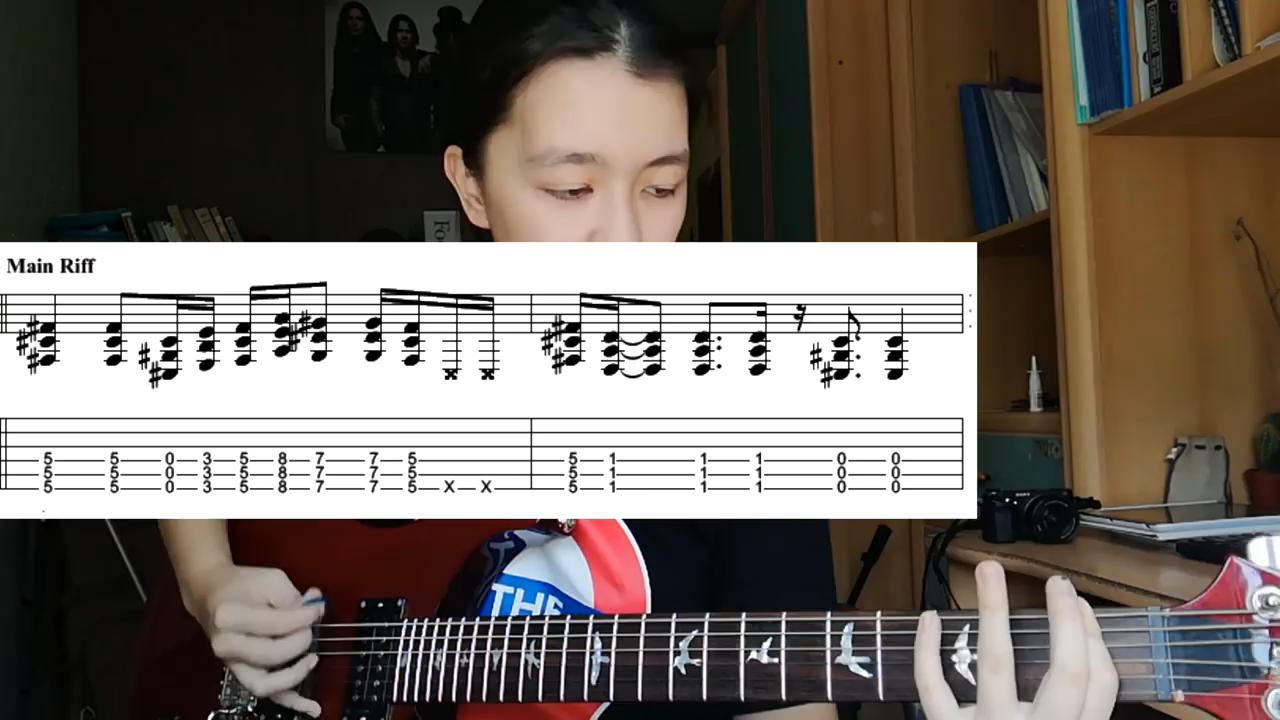 Fo
Main Riff
5 5 0 3 5 8 7 7 5 5 1 1 1 0 0
5 5 0 3 5 8 7 7 5 5 1 1 1 0 0
5 5 0 3 5 8 7 7 5 X X 5 1 1 1 0 0
SONY
THE